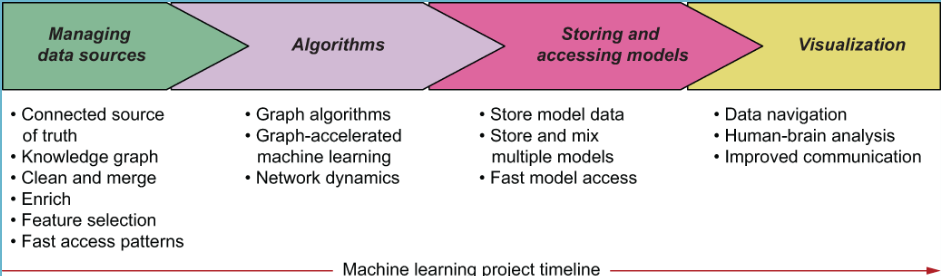 Managing
data sources
Algorithms
Storing and
accessing models
Visualization
• Connected source
of truth
• Knowledge graph
• Clean and merge
• Enrich
• Feature selection
• Fast access patterns
• Graph algorithms
• Graph-accelerated
machine learning
• Network dynamics
• Store model data
• Store and mix
multiple models
• Fast model access
• Data navigation
• Human-brain analysis
• Improved communication
Machine learning project timeline